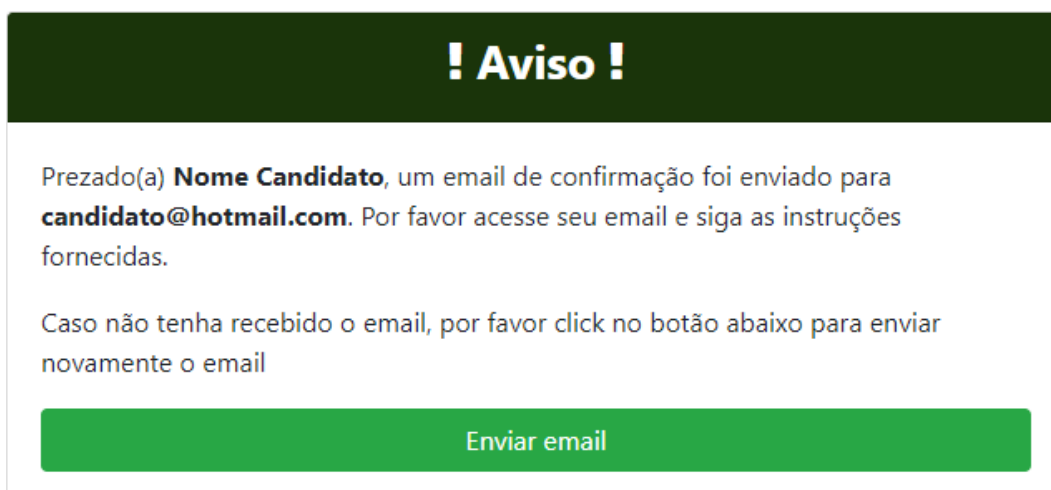 ! Aviso !
Prezado(a) Nome Candidato, um email de confirmação foi enviado para
candidato@hotmail.com. Por favor acesse seu email e siga as instruções
fornecidas.
Caso não tenha recebido o email, por favor click no botão abaixo para enviar
novamente o email
Enviar email